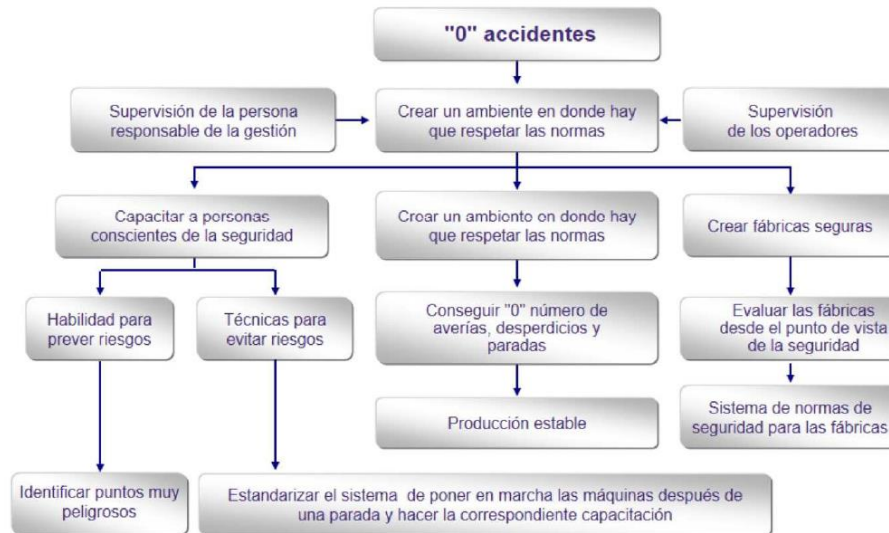 "0" accidentes
Supervisión de la persona
responsable de la gestión
Crear un ambiente en donde hay
que respetar las normas
Supervisión
de los operadores
Capacitar a personas
conscientes de la seguridad
Crear un ambiento en donde hay
que respetar las normas
Crear fábricas seguras
Habilidad para
prever riesgos
Técnicas para
evitar riesgos
Conseguir "0" número de
averías, desperdicios y
paradas
Evaluar las fábricas
desde el punto de vista
de la seguridad
Producción estable
Sistema de normas de
seguridad para las fábricas
Identificar puntos muy
peligrosos
Estandarizar el sistema de poner en marcha las máquinas después de
una parada y hacer la correspondiente capacitación